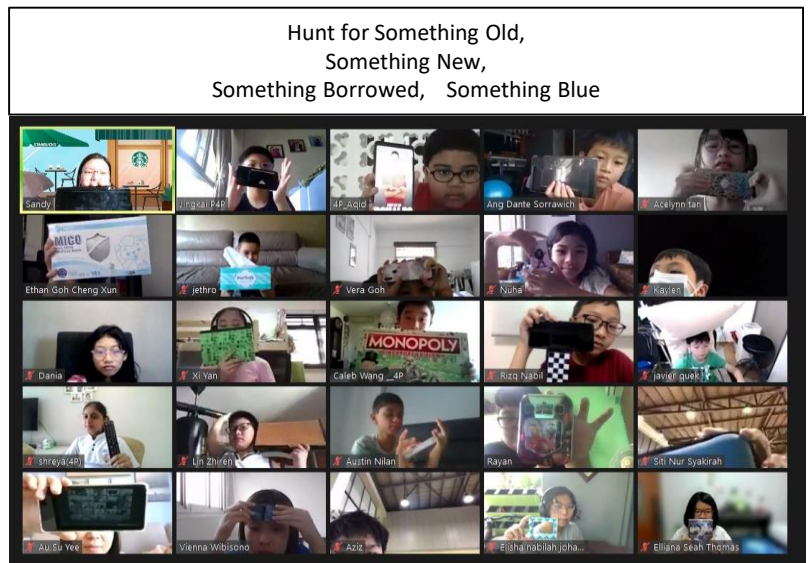 Hunt for Something Old,
Something New,
Something Borrowed, Something Blue
Sandy
Jingkai P4P
4P_Aqid
Ang Dante Sorrawich
Acelynn tan
MICO
Ethan Goh Cheng Xun
jethro
Vera Goh
Nuha
Kaylen
Dania
Xi Yan
MONOPOLY
Caleb Wang _4P
Rizq Nabil
javier quek
shreya(4P)
Lin Zhiren
Austin Nilan
Rayan
Siti Nur Syakirah
Au Su Yee
Vienna Wibisono
Aziz
Elisha nabilah joha...
Elliana Seah Thomas